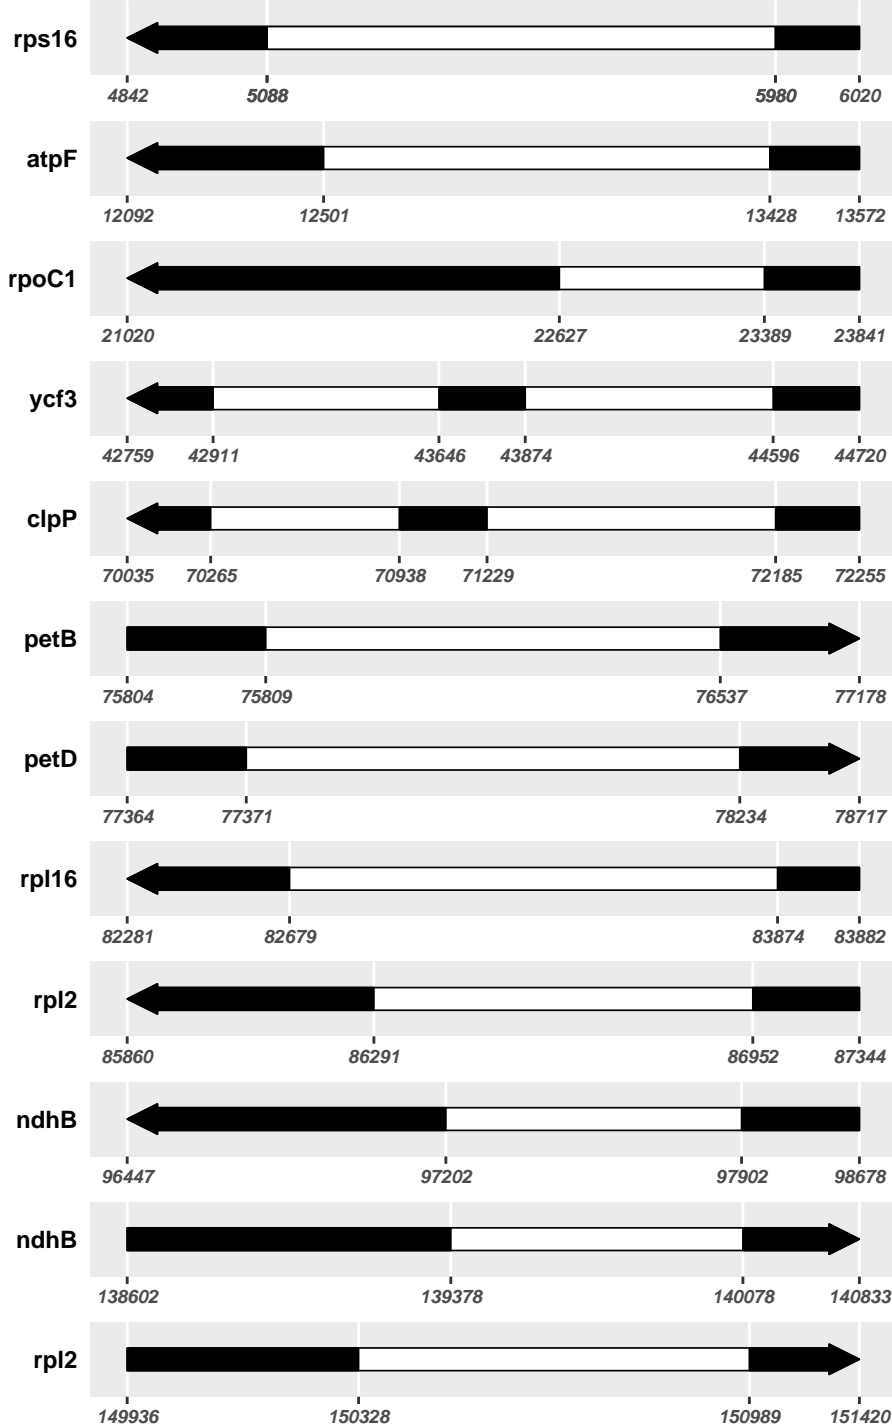 rps16
4842 5088 5980 6020
atpF
12092 12501 13428 13572
rpoC1
21020 22627 23389 23841
ycf3
42759 42911 43646 43874 44596 44720
clpP
70035 70265 70938 71229 72185 72255
petB
75804 75809 76537 77178
petD
77364 77371 78234 78717
rpl16
82281 82679 83874 83882
rpl2
85860 86291 86952 87344
ndhB
96447 97202 97902 98678
ndhB
138602 139378 140078 140833
rpl2
149936 150328 150989 151420